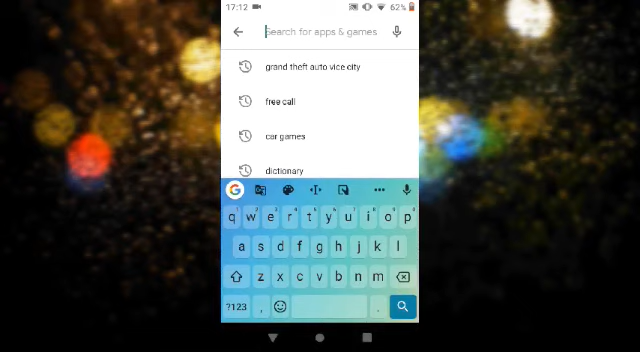 17:12 62%
Search for apps & games
grand theft auto vice city
free call
car games
dictionary
G
q w e r t y u i o p
a s d f g h j k l
z x c v b n m
?123 , .